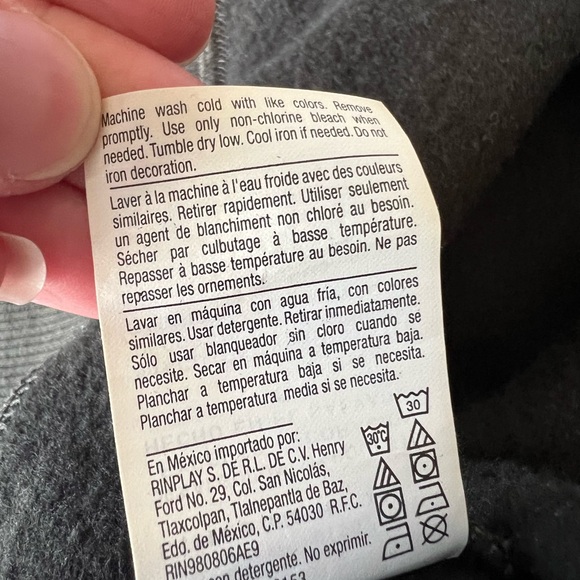 Machine wash cold with like colors. Remove
promptly. Use only non-chlorine bleach when
needed. Tumble dry low. Cool iron if needed. Do not
iron decoration.
Laver à la machine à l'eau froide avec des couleurs
similaires. Retirer rapidement. Utiliser seulement
un agent de blanchiment non chloré au besoin.
Sécher par culbutage à basse température.
Repasser à basse température au besoin. Ne pas
repasser les ornements.
Lavar en máquina con agua fría, con colores
similares. Usar detergente. Retirar inmediatamente.
Sólo usar blanqueador sin cloro cuando se
necesite. Secar en máquina a temperatura baja.
Planchar a temperatura baja si se necesita.
Planchar a temperatura media si se necesita.
30
30°C
En México importado por:
RINPLAY S. DE R.L. DE C.V. Henry
Ford No. 29, Col. San Nicolás,
Tlaxcolpan, Tlalnepantla de Baz,
Edo. de México, C.P. 54030 R.F.C.
RIN980806AE9
con detergente. No exprimir.